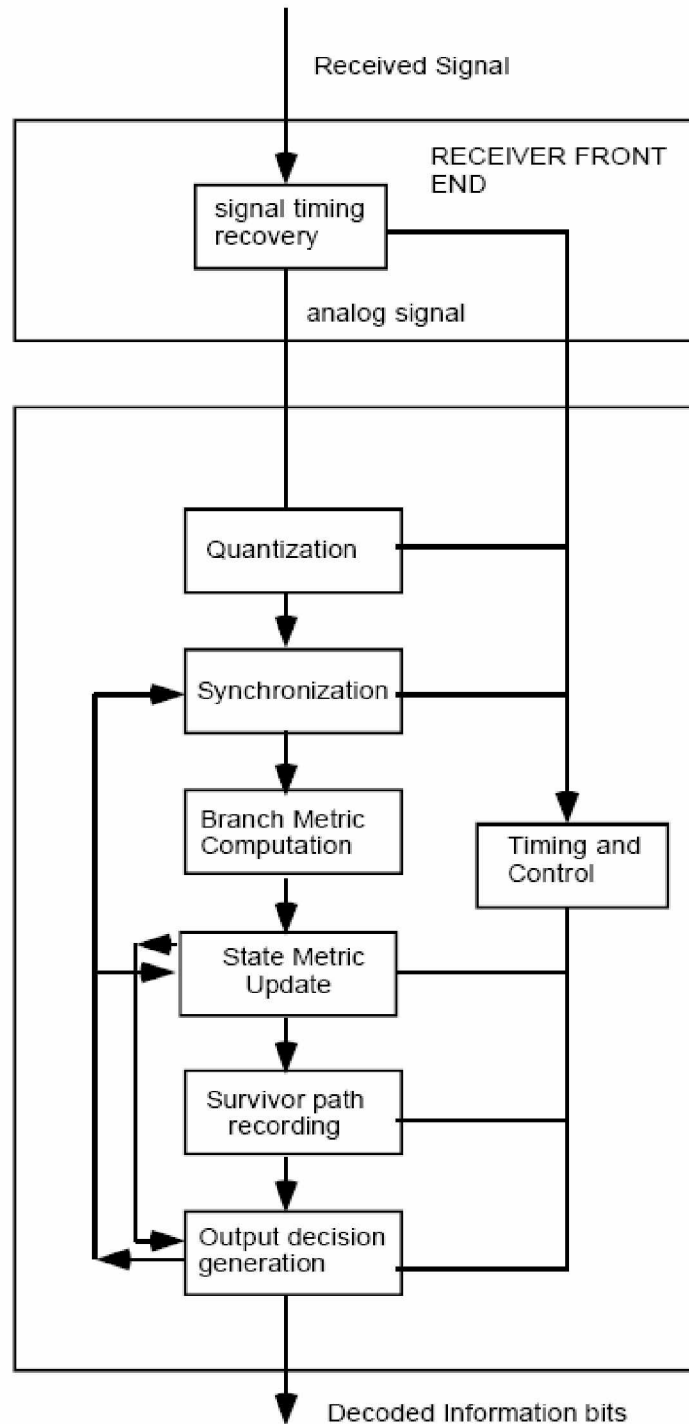 Received Signal
RECEIVER FRONT
END
signal timing
recovery
analog signal
Quantization
Synchronization
Branch Metric
Computation
Timing and
Control
State Metric
Update
Survivor path
recording
Output decision
generation
Decoded Information bits